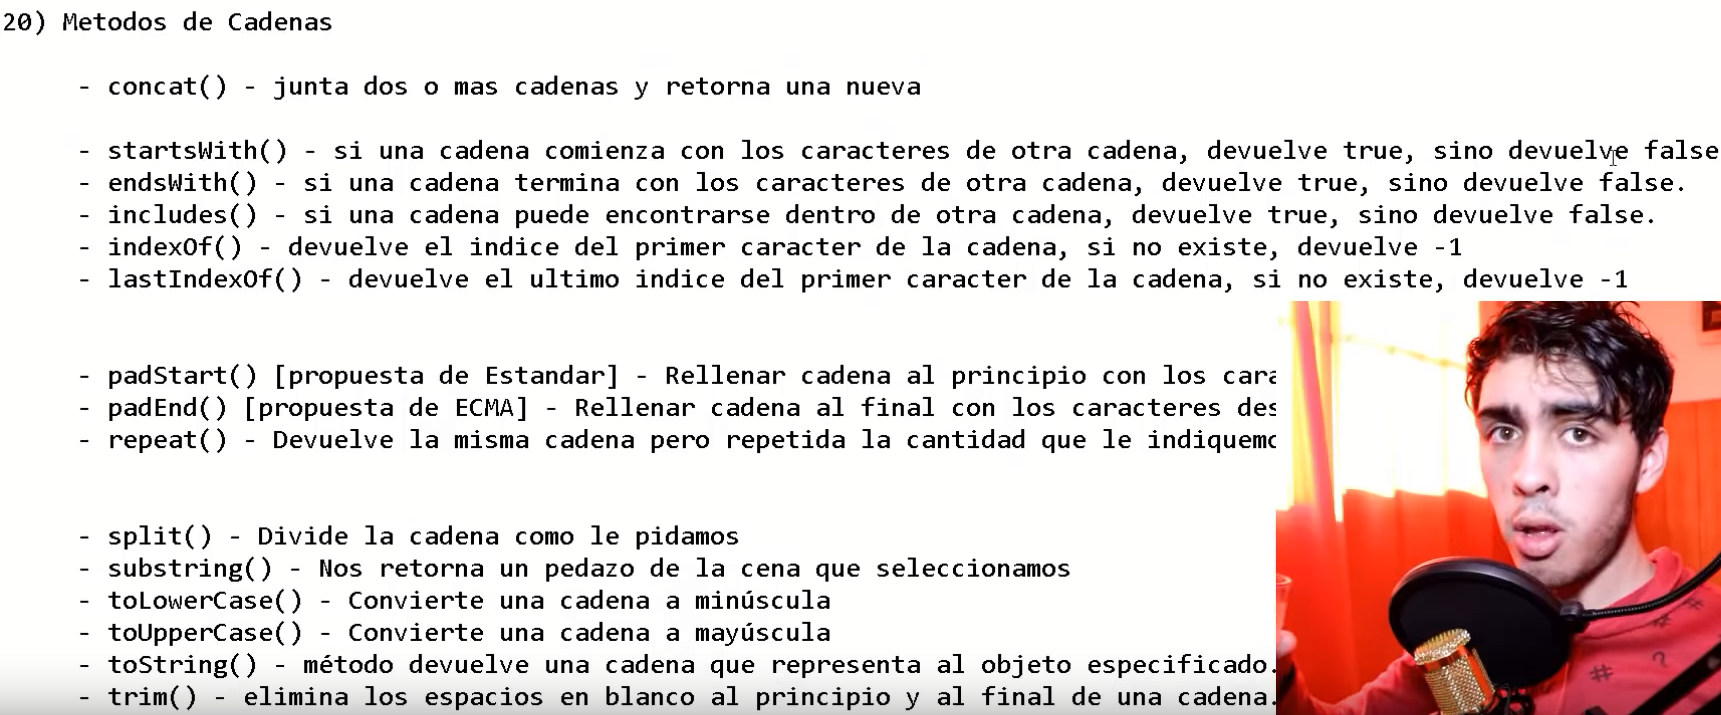 20) Metodos de Cadenas
- concat() - junta dos o mas cadenas y retorna una nueva
- startsWith() - si una cadena comienza con los caracteres de otra cadena, devuelve true, sino devuelve false
- endsWith() - si una cadena termina con los caracteres de otra cadena, devuelve true, sino devuelve false.
- includes() - si una cadena puede encontrarse dentro de otra cadena, devuelve true, sino devuelve false.
- indexOf() - devuelve el indice del primer caracter de la cadena, si no existe, devuelve -1
- lastIndexOf() - devuelve el ultimo indice del primer caracter de la cadena, si no existe, devuelve -1
- padStart() [propuesta de Estandar] - Rellenar cadena al principio con los
- padEnd() [propuesta de ECMA] - Rellenar cadena al final con los caracteres
- repeat() - Devuelve la misma cadena pero repetida la cantidad que le
- split() - Divide la cadena como le pidamos
- substring() - Nos retorna un pedazo de la cena que seleccionamos
- toLowerCase() - Convierte una cadena a minúscula
- toUpperCase() - Convierte una cadena a mayúscula
- toString() - método devuelve una cadena que representa al objeto especificado.
- trim() - elimina los espacios en blanco al principio y al final de una cadena.